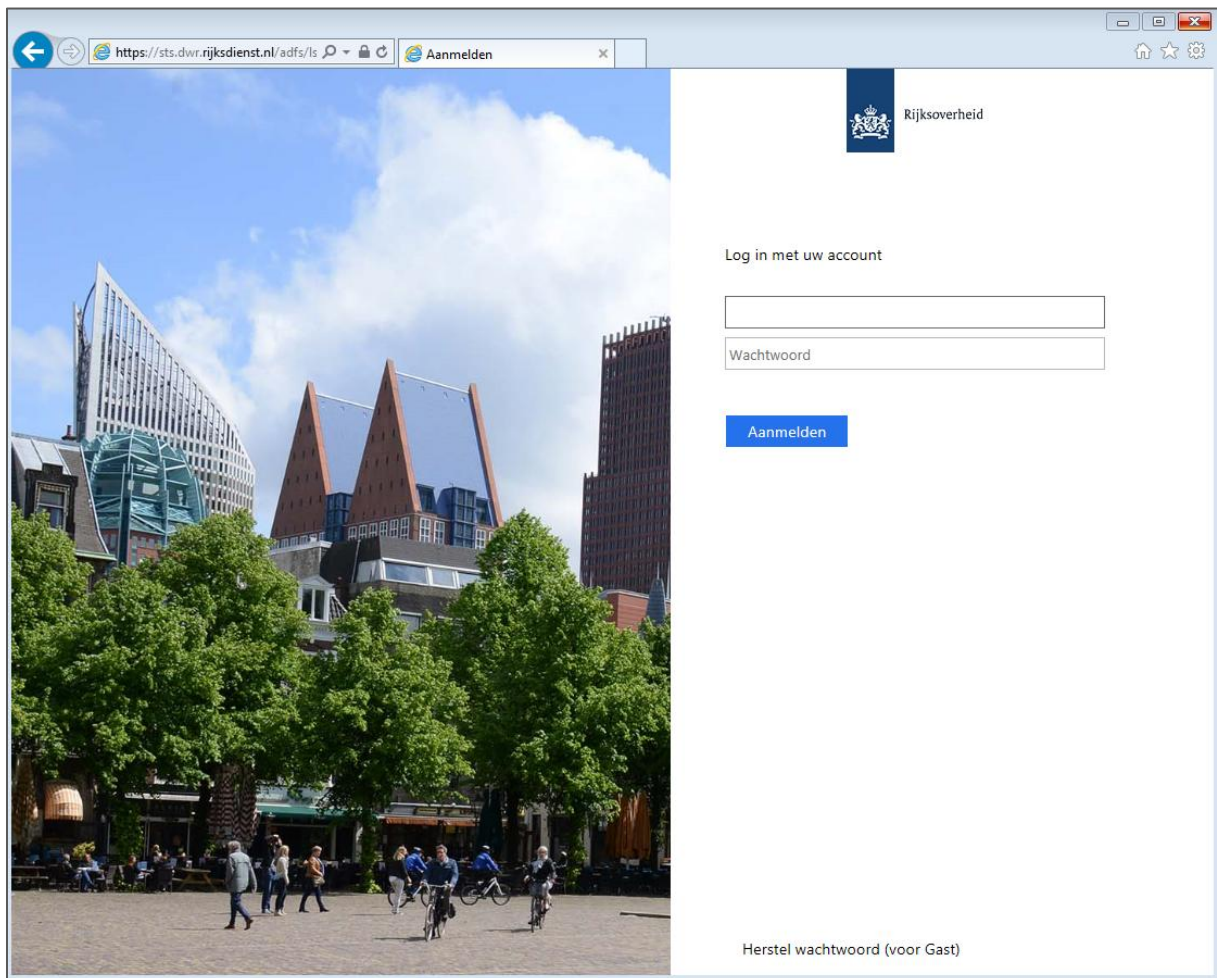 https://sts.dwr.rijksdienst.nl/adfs/ls
Aanmelden
Rijksoverheid
Log in met uw account
Wachtwoord
Aanmelden
Herstel wachtwoord (voor Gast)